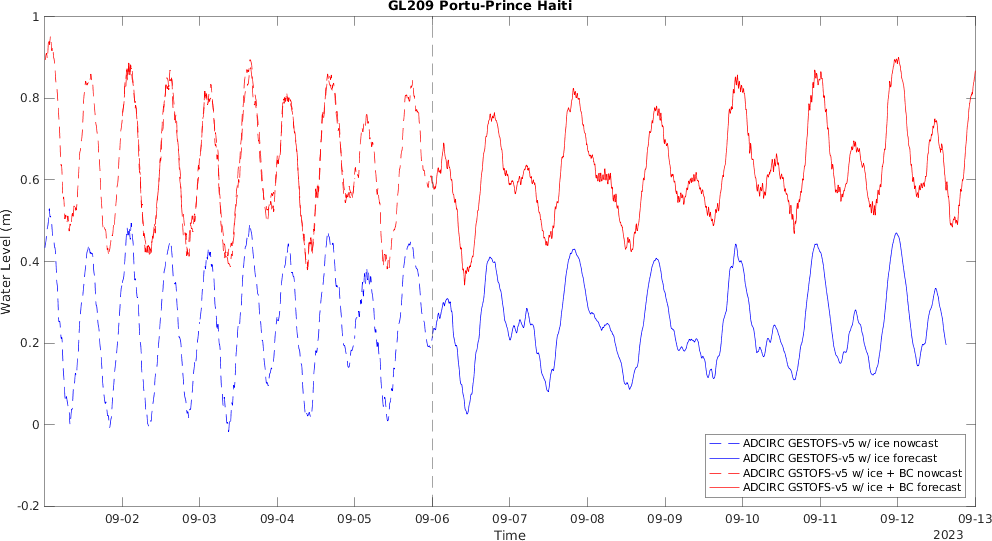 GL209 Portu-Prince Haiti
1
0.8
0.6
0.4
0.2
0
-0.2
Water Level (m)
ADCIRC GESTOFS-v5 w/ ice nowcast
ADCIRC GESTOFS-v5 w/ ice forecast
ADCIRC GSTOFS-v5 w/ ice + BC nowcast
ADCIRC GSTOFS-v5 w/ ice + BC forecast
09-02 09-03 09-04 09-05 09-06 09-07 09-08 09-09 09-10 09-11 09-12 09-13
Time
2023